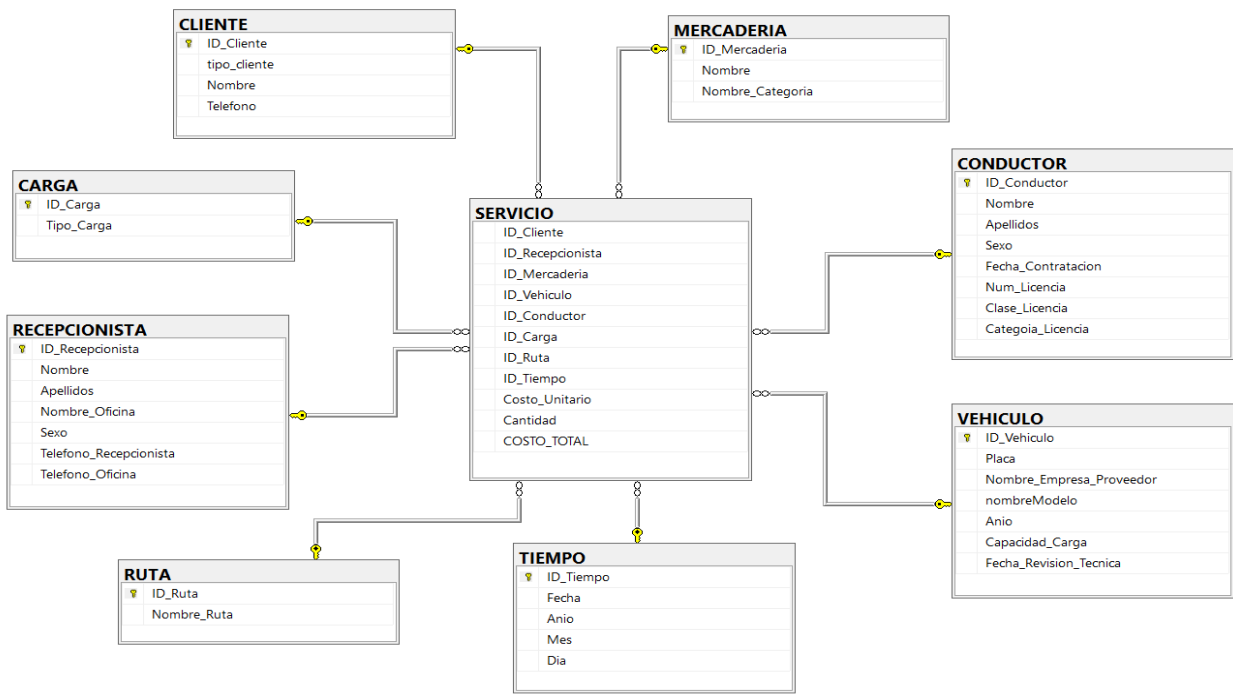 CLIENTE
ID_Cliente
tipo_cliente
Nombre
Telefono
MERCADERIA
ID_Mercaderia
Nombre
Nombre_Categoria
CARGA
ID_Carga
Tipo_Carga
SERVICIO
ID_Cliente
ID_Recepcionista
ID_Mercaderia
ID_Vehiculo
ID_Conductor
ID_Carga
ID_Ruta
ID_Tiempo
Costo_Unitario
Cantidad
COSTO_TOTAL
CONDUCTOR
ID_Conductor
Nombre
Apellidos
Sexo
Fecha_Contratacion
Num_Licencia
Clase_Licencia
Categoia_Licencia
RECEPCIONISTA
ID_Recepcionista
Nombre
Apellidos
Nombre_Oficina
Sexo
Telefono_Recepcionista
Telefono_Oficina
VEHICULO
ID_Vehiculo
Placa
Nombre_Empresa_Proveedor
nombreModelo
Anio
Capacidad_Carga
Fecha_Revision_Tecnica
RUTA
ID_Ruta
Nombre_Ruta
TIEMPO
ID_Tiempo
Fecha
Anio
Mes
Dia